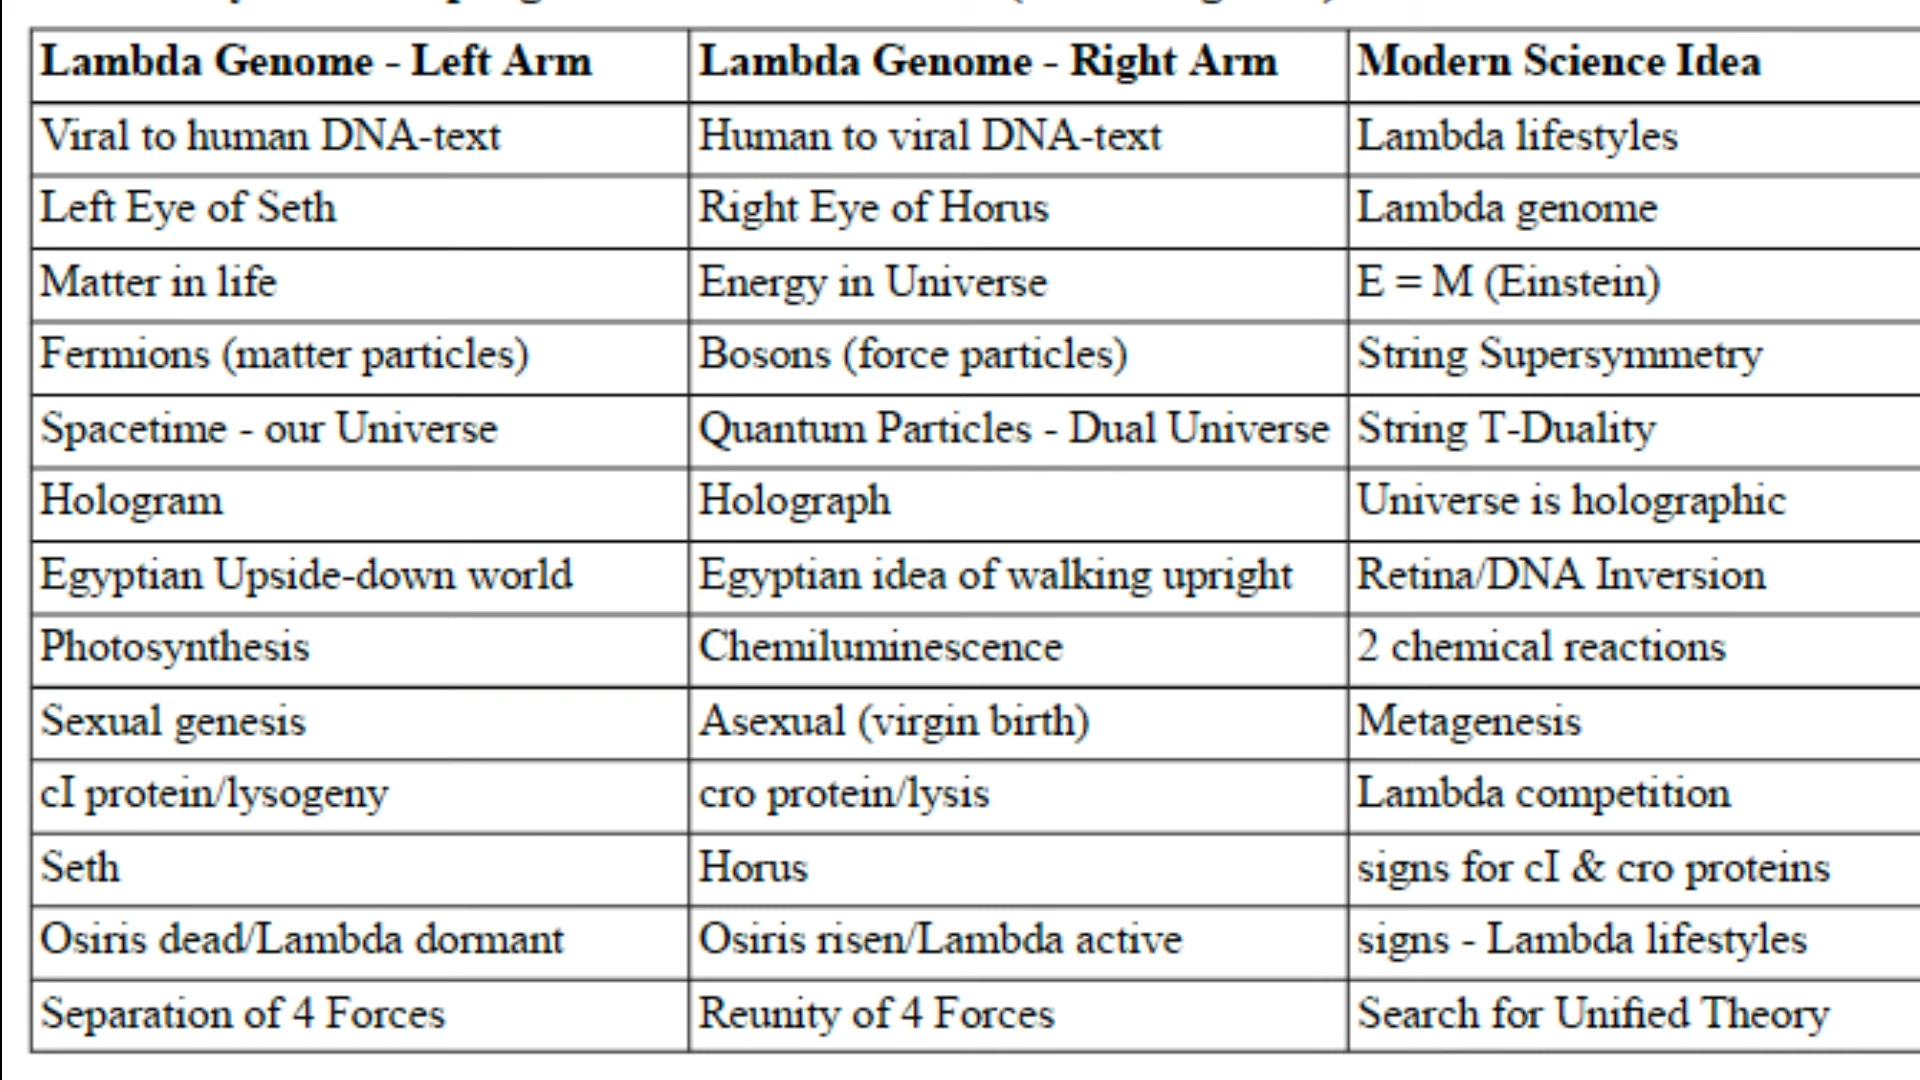 Lambda Genome - Left Arm Lambda Genome - Right Arm Modern Science Idea
Viral to human DNA-text Human to viral DNA-text Lambda lifestyles
Left Eye of Seth Right Eye of Horus Lambda genome
Matter in life Energy in Universe E = M (Einstein)
Fermions (matter particles) Bosons (force particles) String Supersymmetry
Spacetime - our Universe Quantum Particles - Dual Universe String T-Duality
Hologram Holograph Universe is holographic
Egyptian Upside-down world Egyptian idea of walking upright Retina/DNA Inversion
Photosynthesis Chemiluminescence 2 chemical reactions
Sexual genesis Asexual (virgin birth) Metagenesis
cI protein/lysogeny cro protein/lysis Lambda competition
Seth Horus signs for cI & cro proteins
Osiris dead/Lambda dormant Osiris risen/Lambda active signs - Lambda lifestyles
Separation of 4 Forces Reunity of 4 Forces Search for Unified Theory